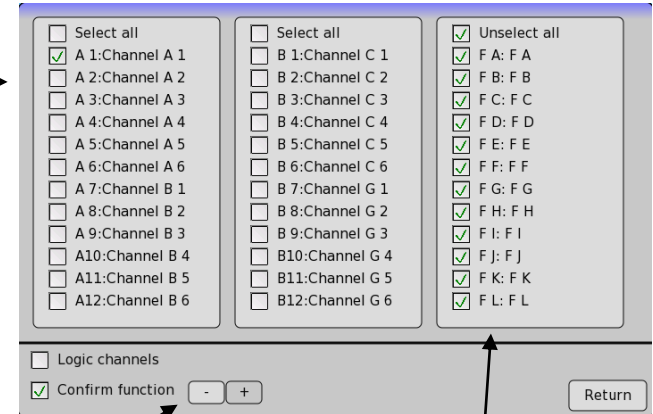 Select all
A 1:Channel A 1
A 2:Channel A 2
A 3:Channel A 3
A 4:Channel A 4
A 5:Channel A 5
A 6:Channel A 6
A 7:Channel B 1
A 8:Channel B 2
A 9:Channel B 3
A10:Channel B 4
A11:Channel B 5
A12:Channel B 6
Select all
B 1:Channel C 1
B 2:Channel C 2
B 3:Channel C 3
B 4:Channel C 4
B 5:Channel C 5
B 6:Channel C 6
B 7:Channel G 1
B 8:Channel G 2
B 9:Channel G 3
B10:Channel G 4
B11:Channel G 5
B12:Channel G 6
Unselect all
F A: F A
F B: F B
F C: F C
F D: F D
F E: F E
F F: F F
F G: F G
F H: F H
F I: F I
F J: F J
F K: F K
F L: F L
Logic channels
Confirm function - +
Return